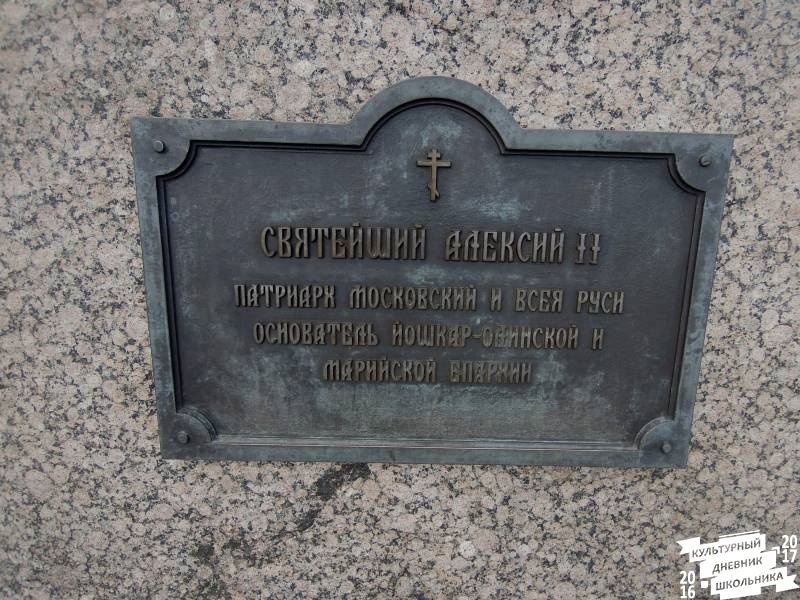 СВЯТЕЙШИЙ АЛЕКСИЙ II
ПАТРИАРХ МОСКОВСКИЙ И ВСЕЯ РУСИ
ОСНОВАТЕЛЬ ЙОШКАР-ОЛИНСКОЙ И
МАРИЙСКОЙ ЕПАРХИИ
КУЛЬТУРНЫЙ
ДНЕВНИК
ШКОЛЬНИКА
2016
2017